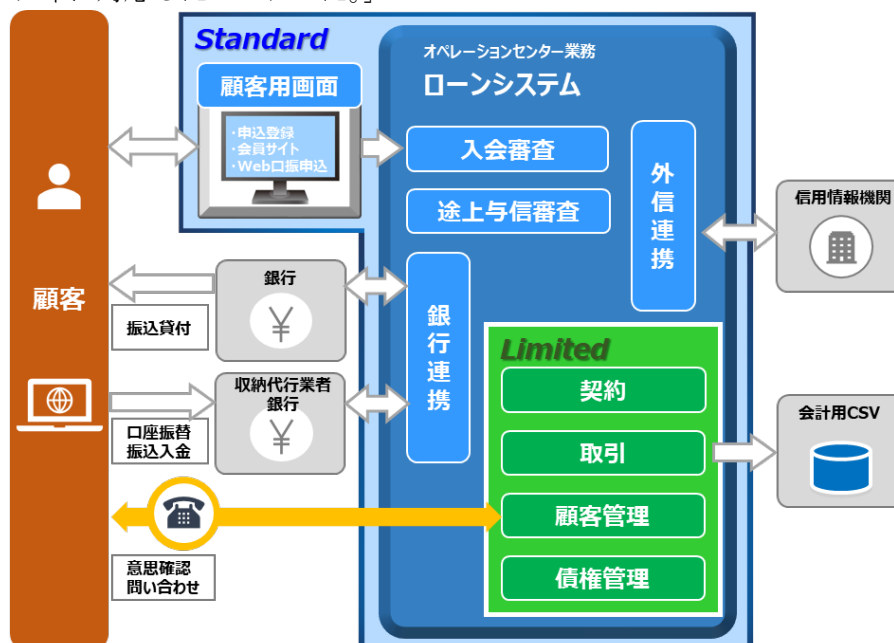 Standard
オペレーションセンター業務
ローンシステム
顧客用画面
・申込登録
・会員サイト
・Web口振申込
入会審査
途上与信審査
外信連携
信用情報機関
顧客
銀行
振込貸付
銀行連携
収納代行業者
銀行
口座振替
振込入金
Limited
契約
取引
顧客管理
債権管理
会計用CSV
意思確認
問い合わせ